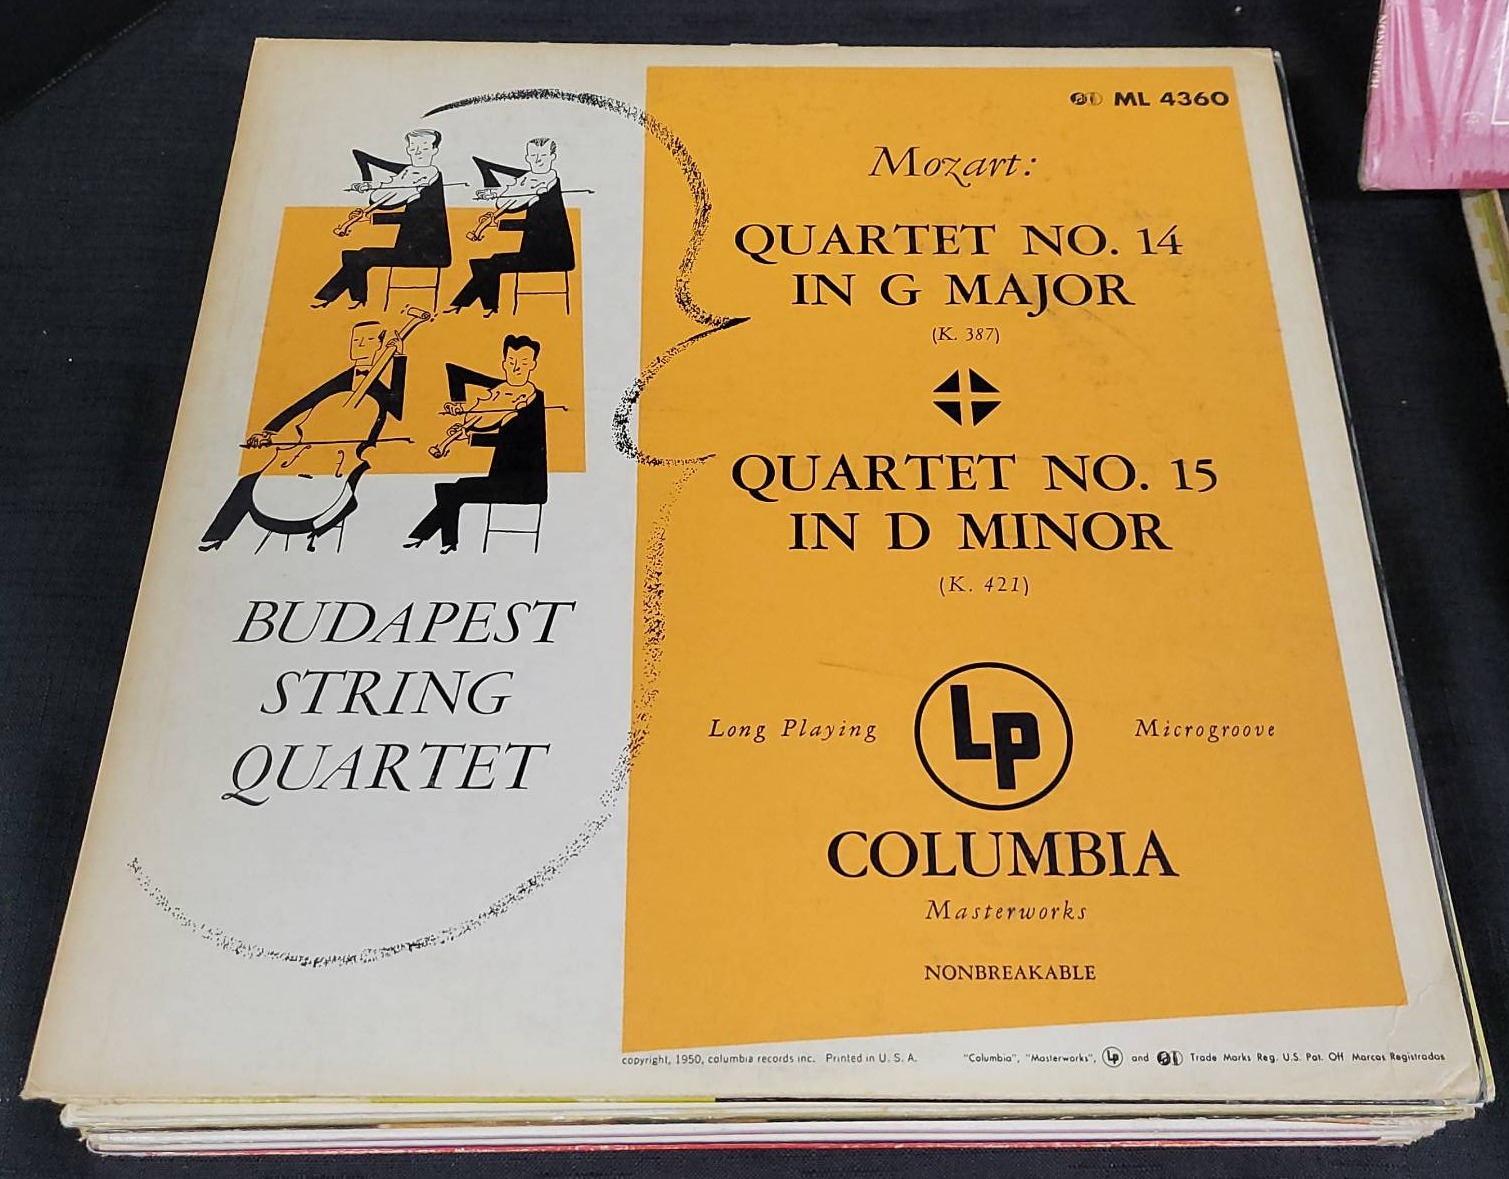 ML 4360
Mozart:
QUARTET NO. 14
IN G MAJOR
(K. 387)
QUARTET NO. 15
IN D MINOR
(K. 421)
BUDAPEST
STRING
QUARTET
Long Playing LP Microgroove
COLUMBIA
Masterworks
NONBREAKABLE
copyright, 1950, columbia records inc. Printed in U. S. A. "Columbia", "Masterworks", LP and Trade Marks Reg. U.S. Pat. Off Marcas Registradas
NONESUCH